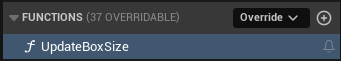 FUNCTIONS (37 OVERRIDABLE) Override
f UpdateBoxSize